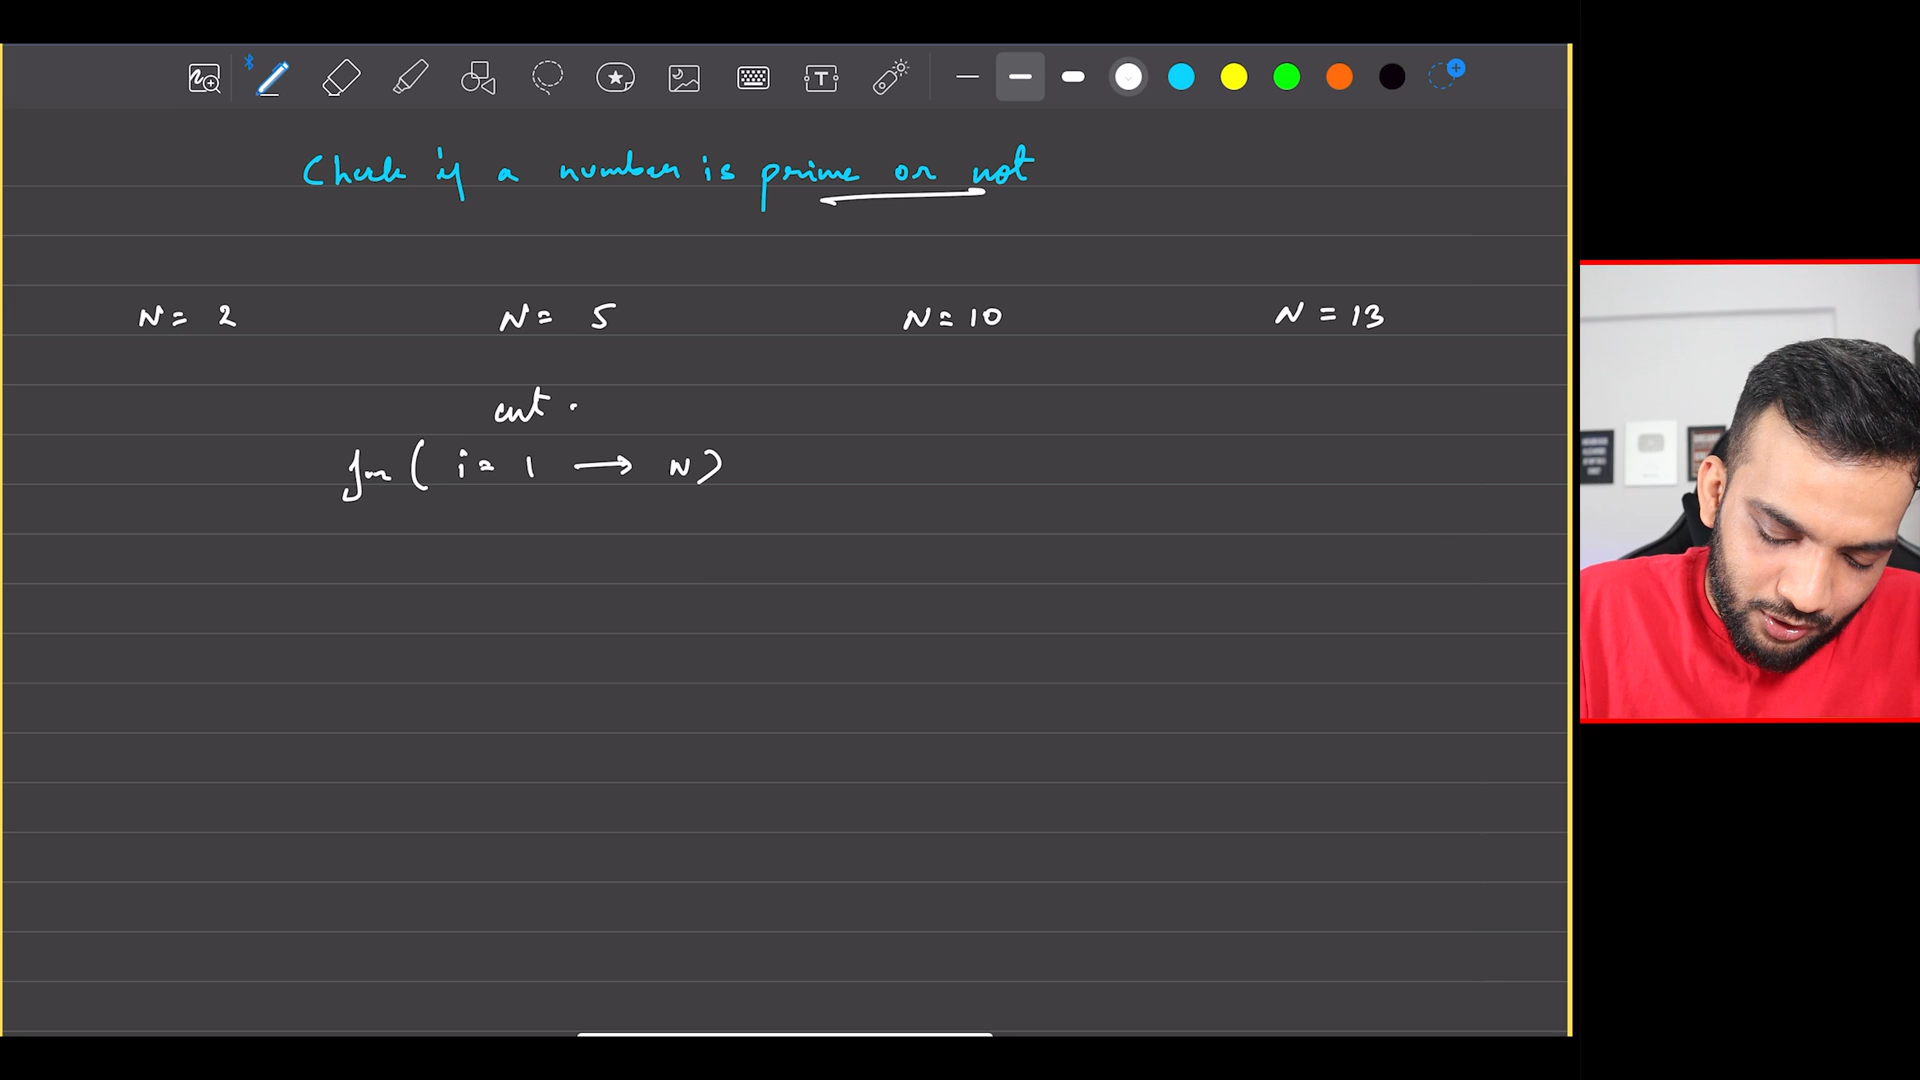 Check if a number is prime or not
N = 2 N = 5 N = 10 N = 13
cnt
for ( i = 1 → N )